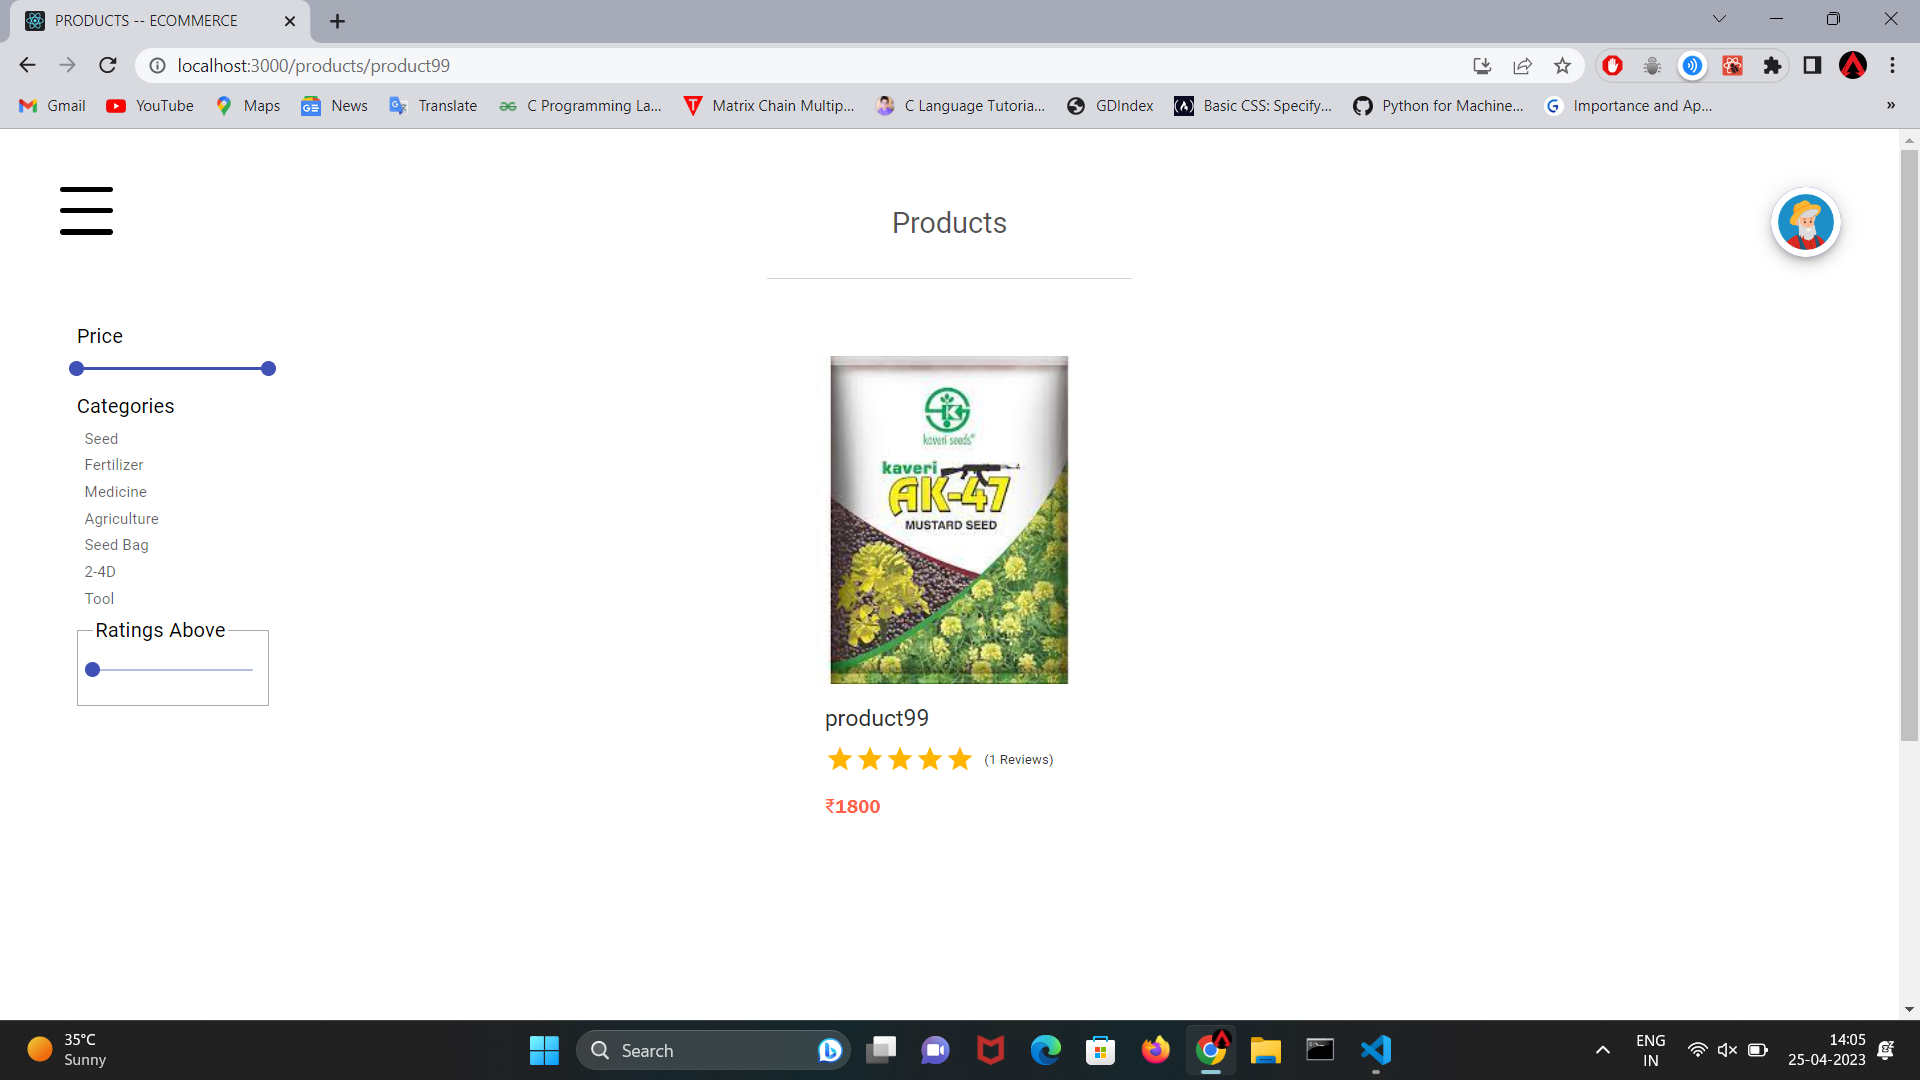 PRODUCTS -- ECOMMERCE
localhost:3000/products/product99
Gmail
YouTube
Maps
News
Translate
C Programming La...
Matrix Chain Multip...
C Language Tutoria...
GDIndex
Basic CSS: Specify...
Python for Machine...
Importance and Ap...
»
Products
Price
Categories
Seed
Fertilizer
Medicine
Agriculture
Seed Bag
2-4D
Tool
Ratings Above
K
kaveri seeds
kaveri
AK-47
MUSTARD SEED
product99
(1 Reviews)
₹1800
35°C
Sunny
Search
ENG
IN
14:05
25-04-2023